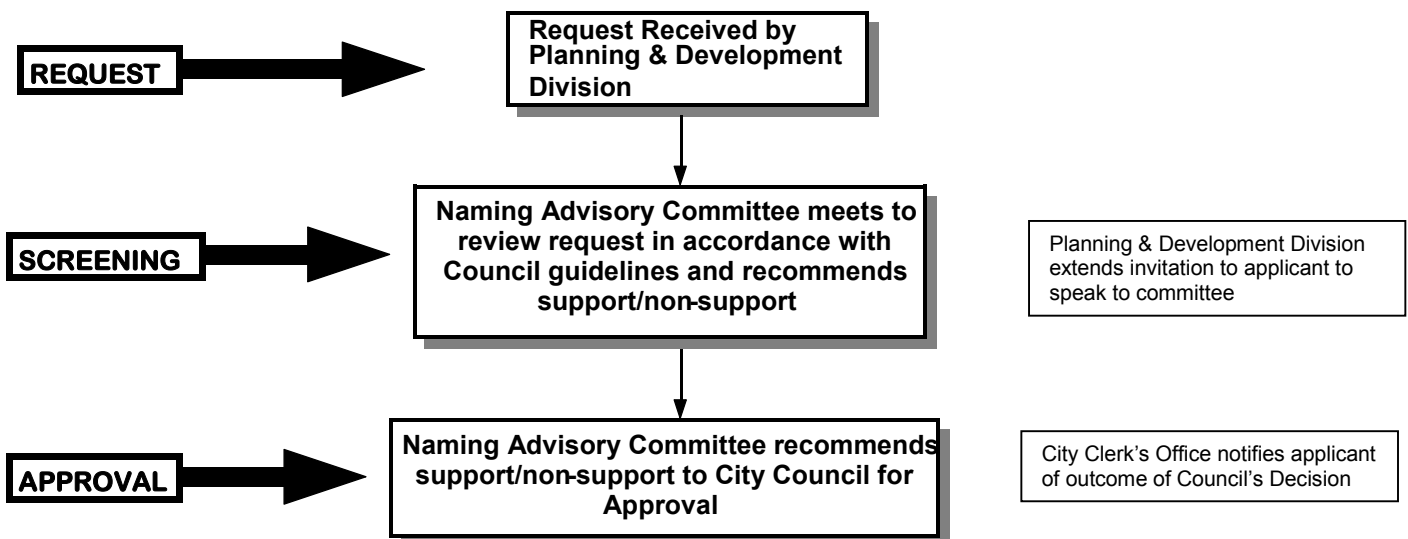 REQUEST
Request Received by
Planning & Development
Division
SCREENING
Naming Advisory Committee meets to
review request in accordance with
Council guidelines and recommends
support/non-support
Planning & Development Division
extends invitation to applicant to
speak to committee
APPROVAL
Naming Advisory Committee recommends
support/non-support to City Council for
Approval
City Clerk’s Office notifies applicant
of outcome of Council’s Decision